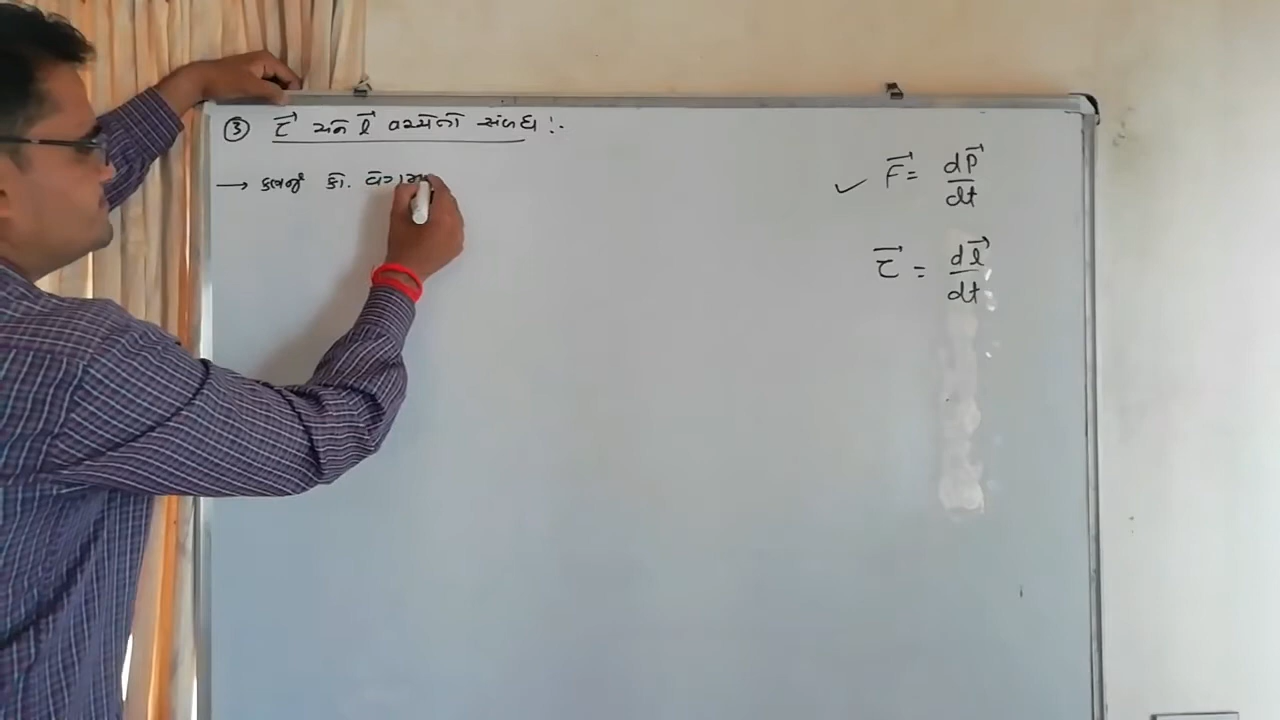 ③ τ⃗ અને l⃗ વચ્ચેનો સંબંધ :-
→ કણનું કો. વેગમા
✓ F⃗ = dP⃗/dt
τ⃗ = dl⃗/dt